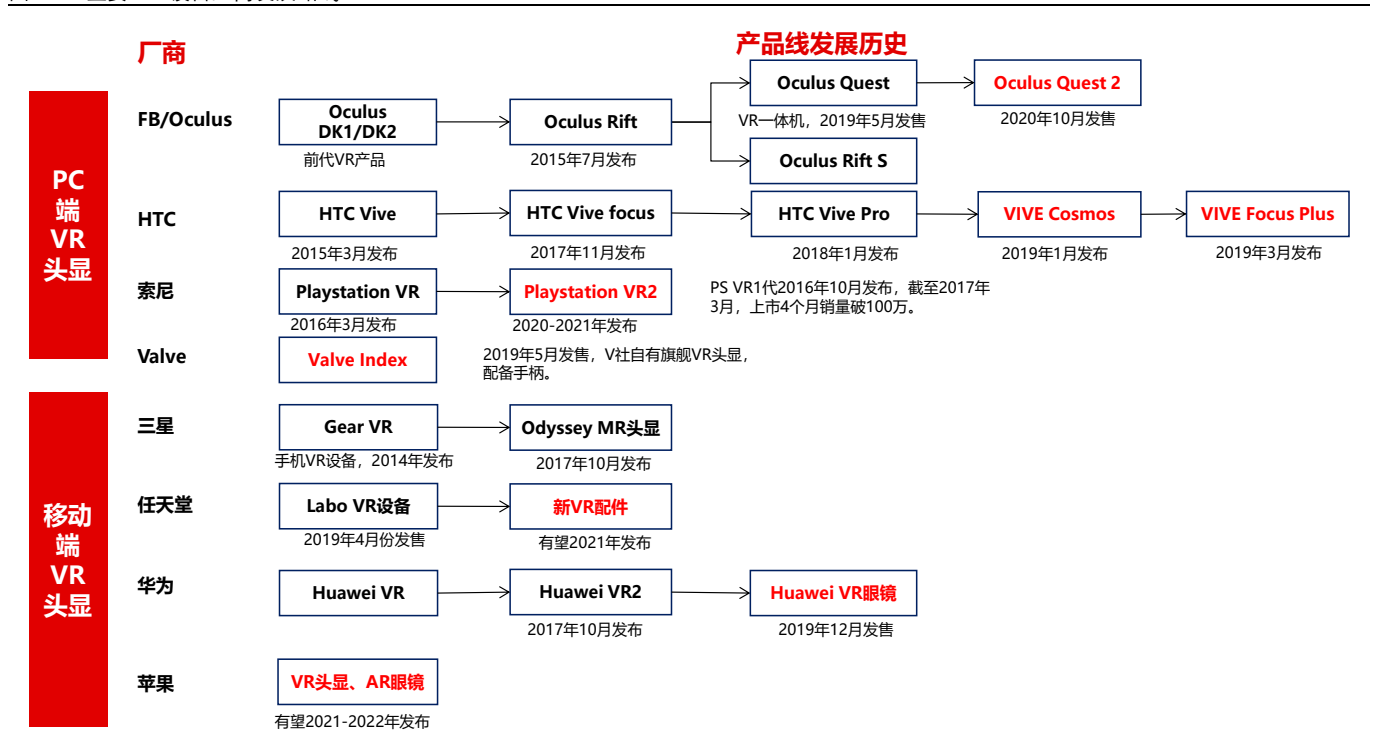 厂商
产品线发展历史
PC
端
VR
头显
FB/Oculus
Oculus
DK1/DK2
前代VR产品
Oculus Rift
2015年7月发布
Oculus Quest
VR一体机，2019年5月发售
Oculus Quest 2
2020年10月发售
Oculus Rift S
HTC
HTC Vive
2015年3月发布
HTC Vive focus
2017年11月发布
HTC Vive Pro
2018年1月发布
VIVE Cosmos
2019年1月发布
VIVE Focus Plus
2019年3月发布
索尼
Playstation VR
2016年3月发布
Playstation VR2
2020-2021年发布
PS VR1代2016年10月发布，截至2017年
3月，上市4个月销量破100万。
Valve
Valve Index
2019年5月发售，V社自有旗舰VR头显，
配备手柄。
移动
端
VR
头显
三星
Gear VR
手机VR设备，2014年发布
Odyssey MR头显
2017年10月发布
任天堂
Labo VR设备
2019年4月份发售
新VR配件
有望2021年发布
华为
Huawei VR
Huawei VR2
2017年10月发布
Huawei VR眼镜
2019年12月发售
苹果
VR头显、AR眼镜
有望2021-2022年发布